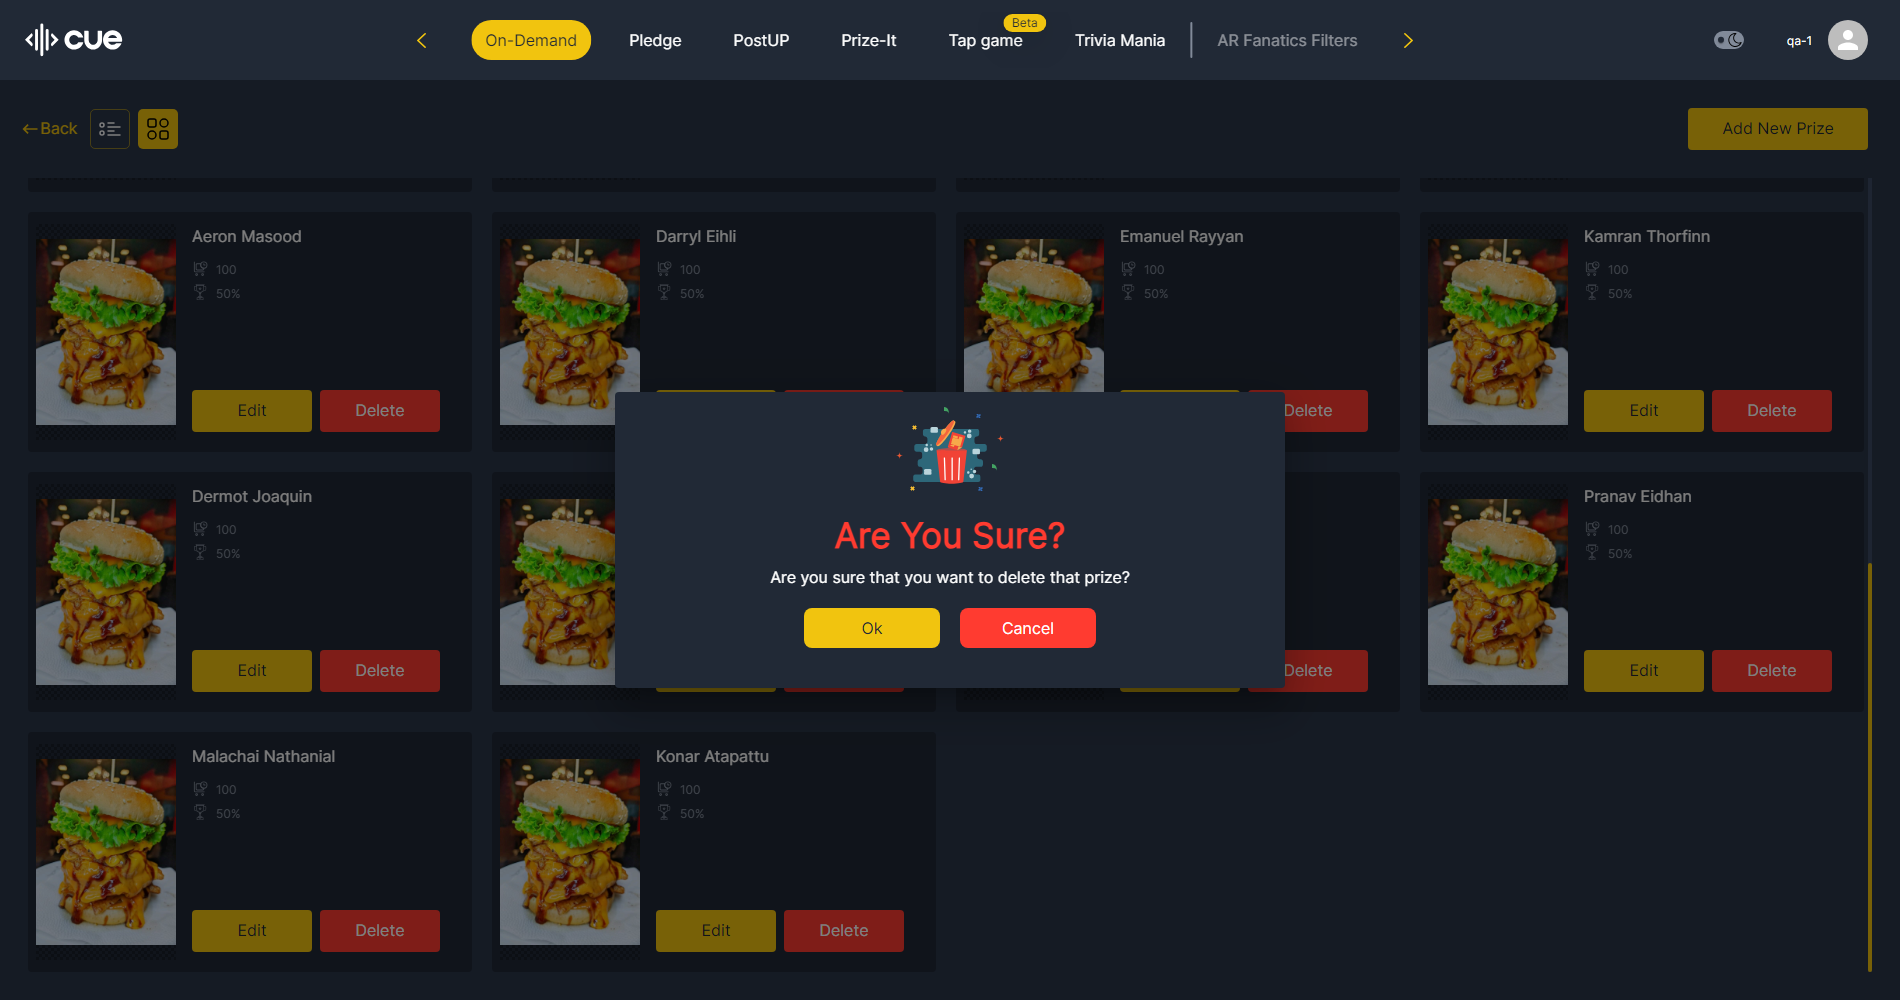 cue
On-Demand
Pledge
PostUP
Prize-It
Tap game
Beta
Trivia Mania
AR Fanatics Filters
qa-1
Back
Add New Prize
Aeron Masood
100
50%
Edit
Delete
Darryl Eihli
100
50%
Emanuel Rayyan
100
50%
Delete
Kamran Thorfinn
100
50%
Edit
Delete
Dermot Joaquin
100
50%
Edit
Delete
Delete
Pranav Eidhan
100
50%
Edit
Delete
Malachai Nathanial
100
50%
Edit
Delete
Konar Atapattu
100
50%
Edit
Delete
Are You Sure?
Are you sure that you want to delete that prize?
Ok
Cancel